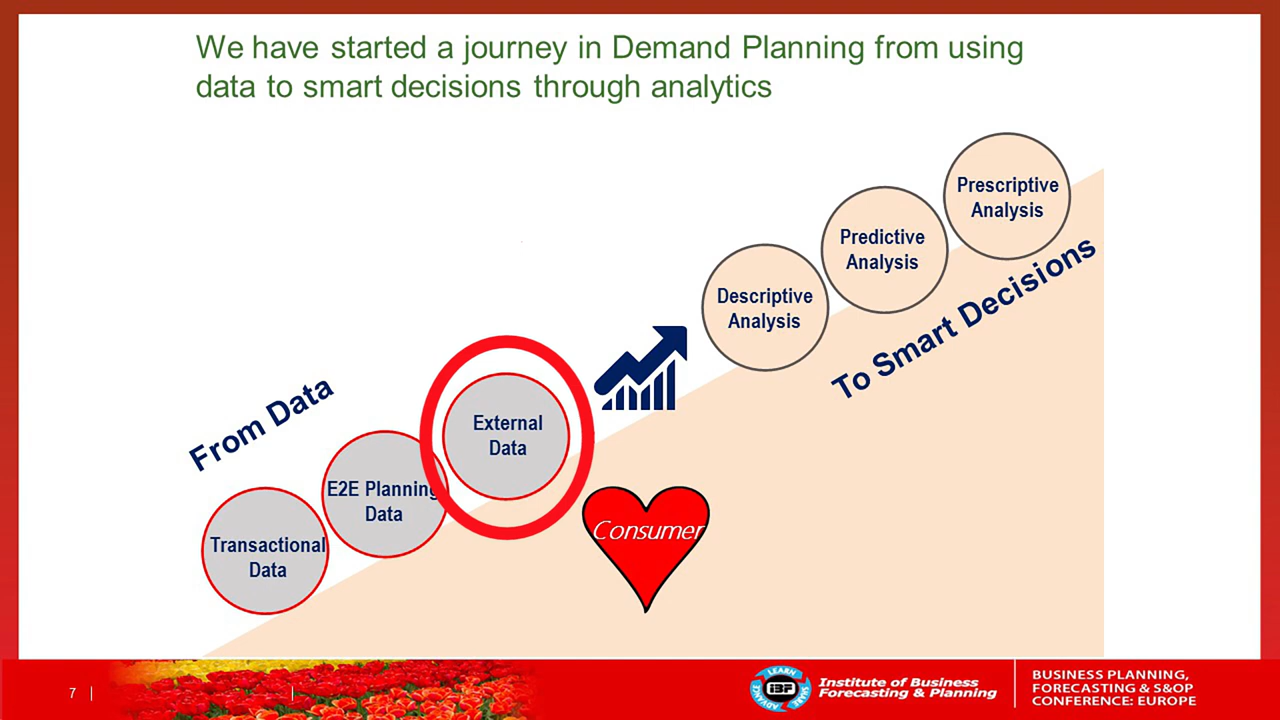 We have started a journey in Demand Planning from using
data to smart decisions through analytics
Prescriptive
Analysis
Predictive
Analysis
Descriptive
Analysis
To Smart Decisions
From Data
External
Data
E2E Planning
Data
Transactional
Data
Consumer
7
LEARN
SHARE
ADVANCE
iBF
Institute of Business
Forecasting & Planning
BUSINESS PLANNING,
FORECASTING & S&OP
CONFERENCE: EUROPE